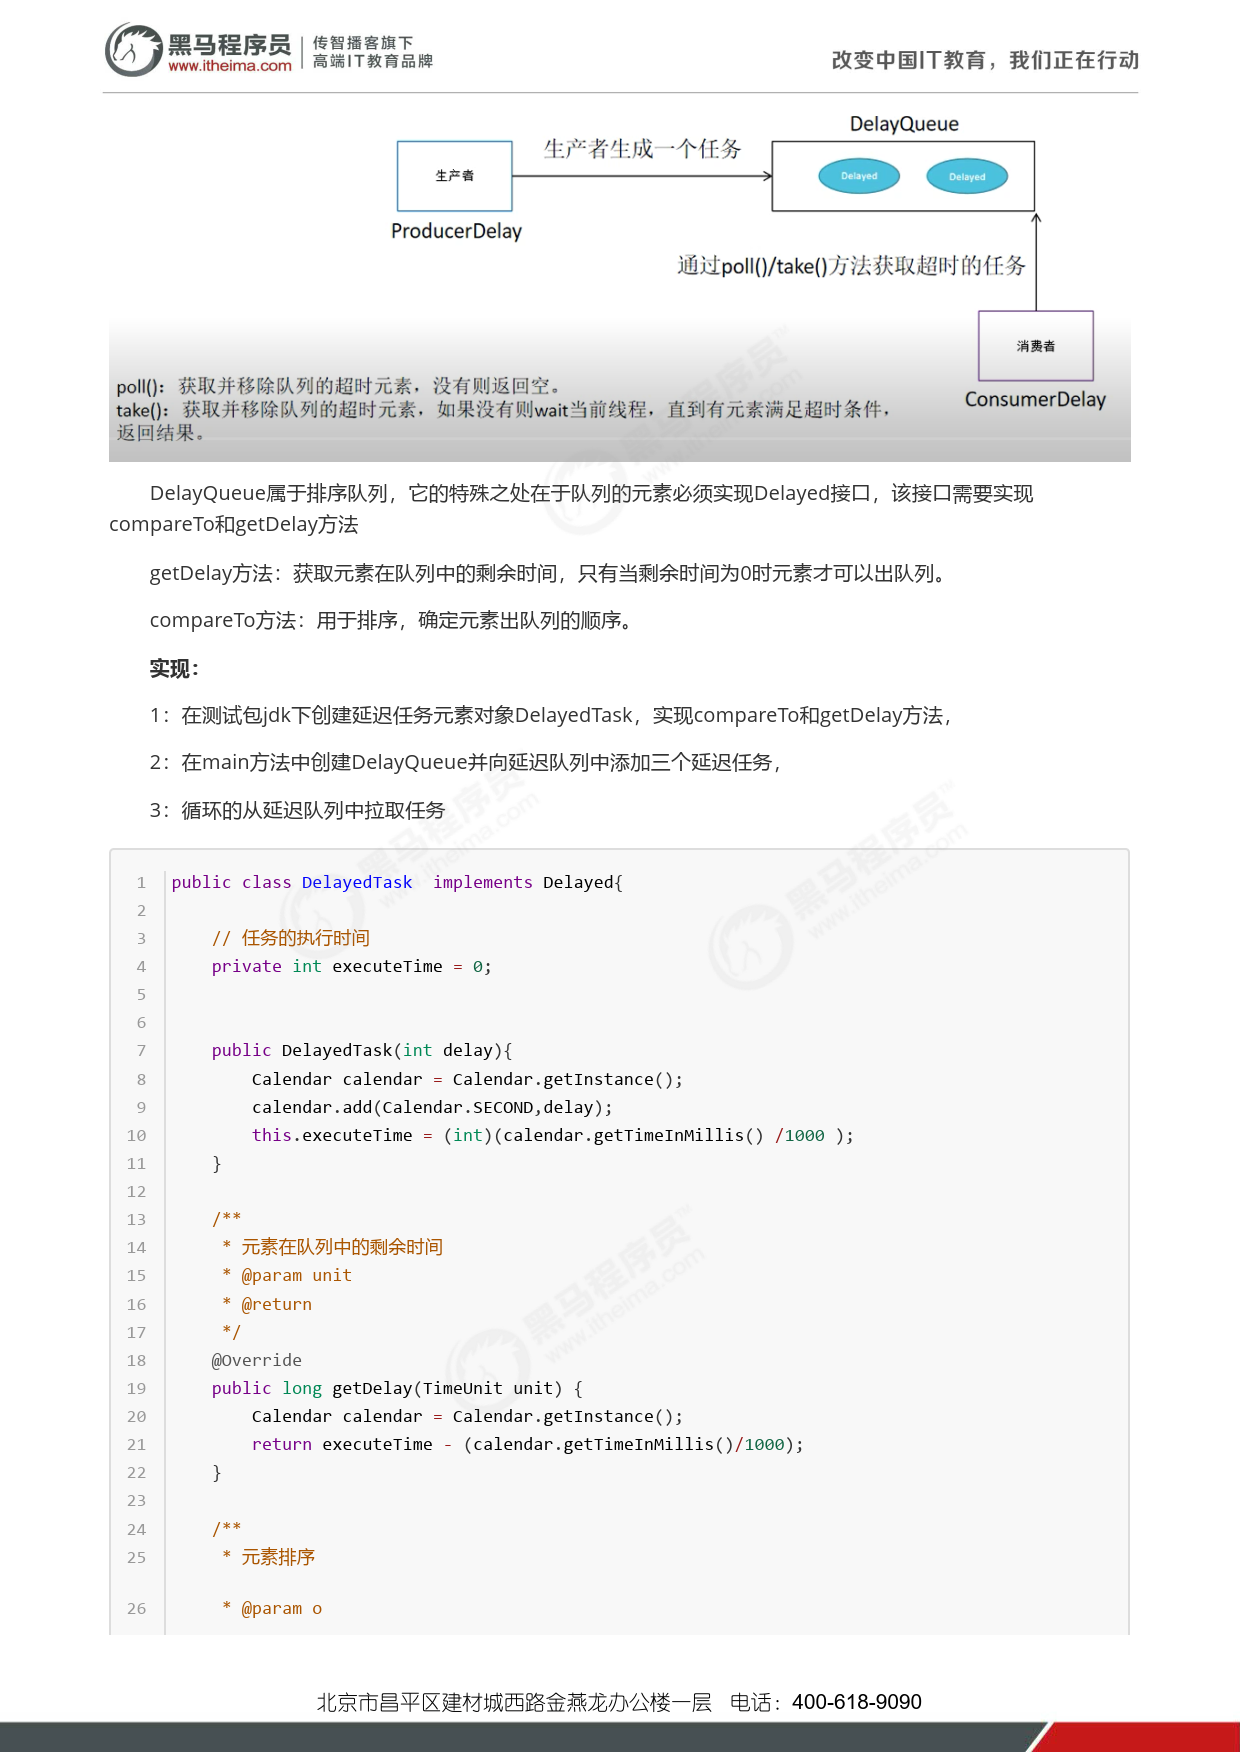 黑马程序员
www.itheima.com
传智播客旗下
高端IT教育品牌
改变中国IT教育，我们正在行动
DelayQueue
生产者生成一个任务
生产者
Delayed
Delayed
ProducerDelay
通过poll()/take()方法获取超时的任务
消费者
ConsumerDelay
poll()：获取并移除队列的超时元素，没有则返回空。
take()：获取并移除队列的超时元素，如果没有则wait当前线程，直到有元素满足超时条件，
返回结果。
DelayQueue属于排序队列，它的特殊之处在于队列的元素必须实现Delayed接口，该接口需要实现
compareTo和getDelay方法
getDelay方法：获取元素在队列中的剩余时间，只有当剩余时间为0时元素才可以出队列。
compareTo方法：用于排序，确定元素出队列的顺序。
实现：
1：在测试包jdk下创建延迟任务元素对象DelayedTask，实现compareTo和getDelay方法，
2：在main方法中创建DelayQueue并向延迟队列中添加三个延迟任务，
3：循环的从延迟队列中拉取任务
1 public class DelayedTask  implements Delayed{
2
3     // 任务的执行时间
4     private int executeTime = 0;
5
6
7     public DelayedTask(int delay){
8         Calendar calendar = Calendar.getInstance();
9         calendar.add(Calendar.SECOND,delay);
10         this.executeTime = (int)(calendar.getTimeInMillis() /1000 );
11     }
12
13     /**
14      * 元素在队列中的剩余时间
15      * @param unit
16      * @return
17      */
18     @Override
19     public long getDelay(TimeUnit unit) {
20         Calendar calendar = Calendar.getInstance();
21         return executeTime - (calendar.getTimeInMillis()/1000);
22     }
23
24     /**
25      * 元素排序
26      * @param o
北京市昌平区建材城西路金燕龙办公楼一层   电话：400-618-9090